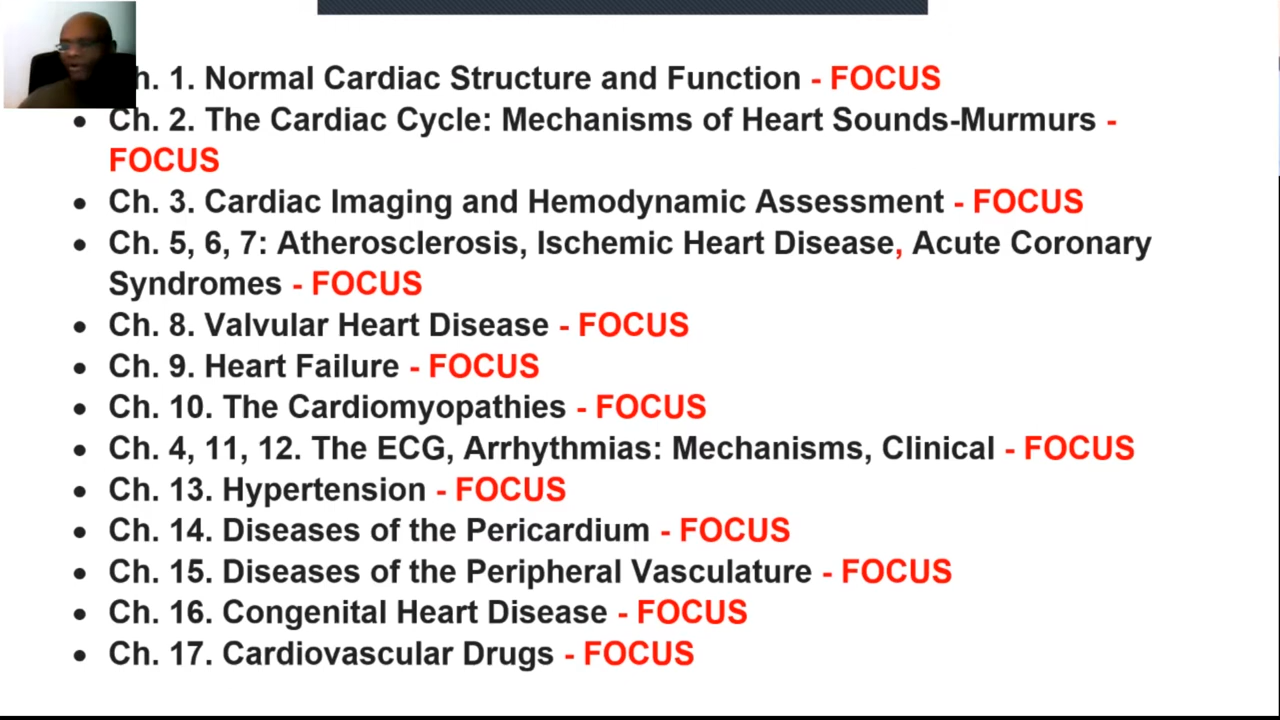 h. 1. Normal Cardiac Structure and Function - FOCUS
• Ch. 2. The Cardiac Cycle: Mechanisms of Heart Sounds-Murmurs -
FOCUS
• Ch. 3. Cardiac Imaging and Hemodynamic Assessment - FOCUS
• Ch. 5, 6, 7: Atherosclerosis, Ischemic Heart Disease, Acute Coronary
Syndromes - FOCUS
• Ch. 8. Valvular Heart Disease - FOCUS
• Ch. 9. Heart Failure - FOCUS
• Ch. 10. The Cardiomyopathies - FOCUS
• Ch. 4, 11, 12. The ECG, Arrhythmias: Mechanisms, Clinical - FOCUS
• Ch. 13. Hypertension - FOCUS
• Ch. 14. Diseases of the Pericardium - FOCUS
• Ch. 15. Diseases of the Peripheral Vasculature - FOCUS
• Ch. 16. Congenital Heart Disease - FOCUS
• Ch. 17. Cardiovascular Drugs - FOCUS